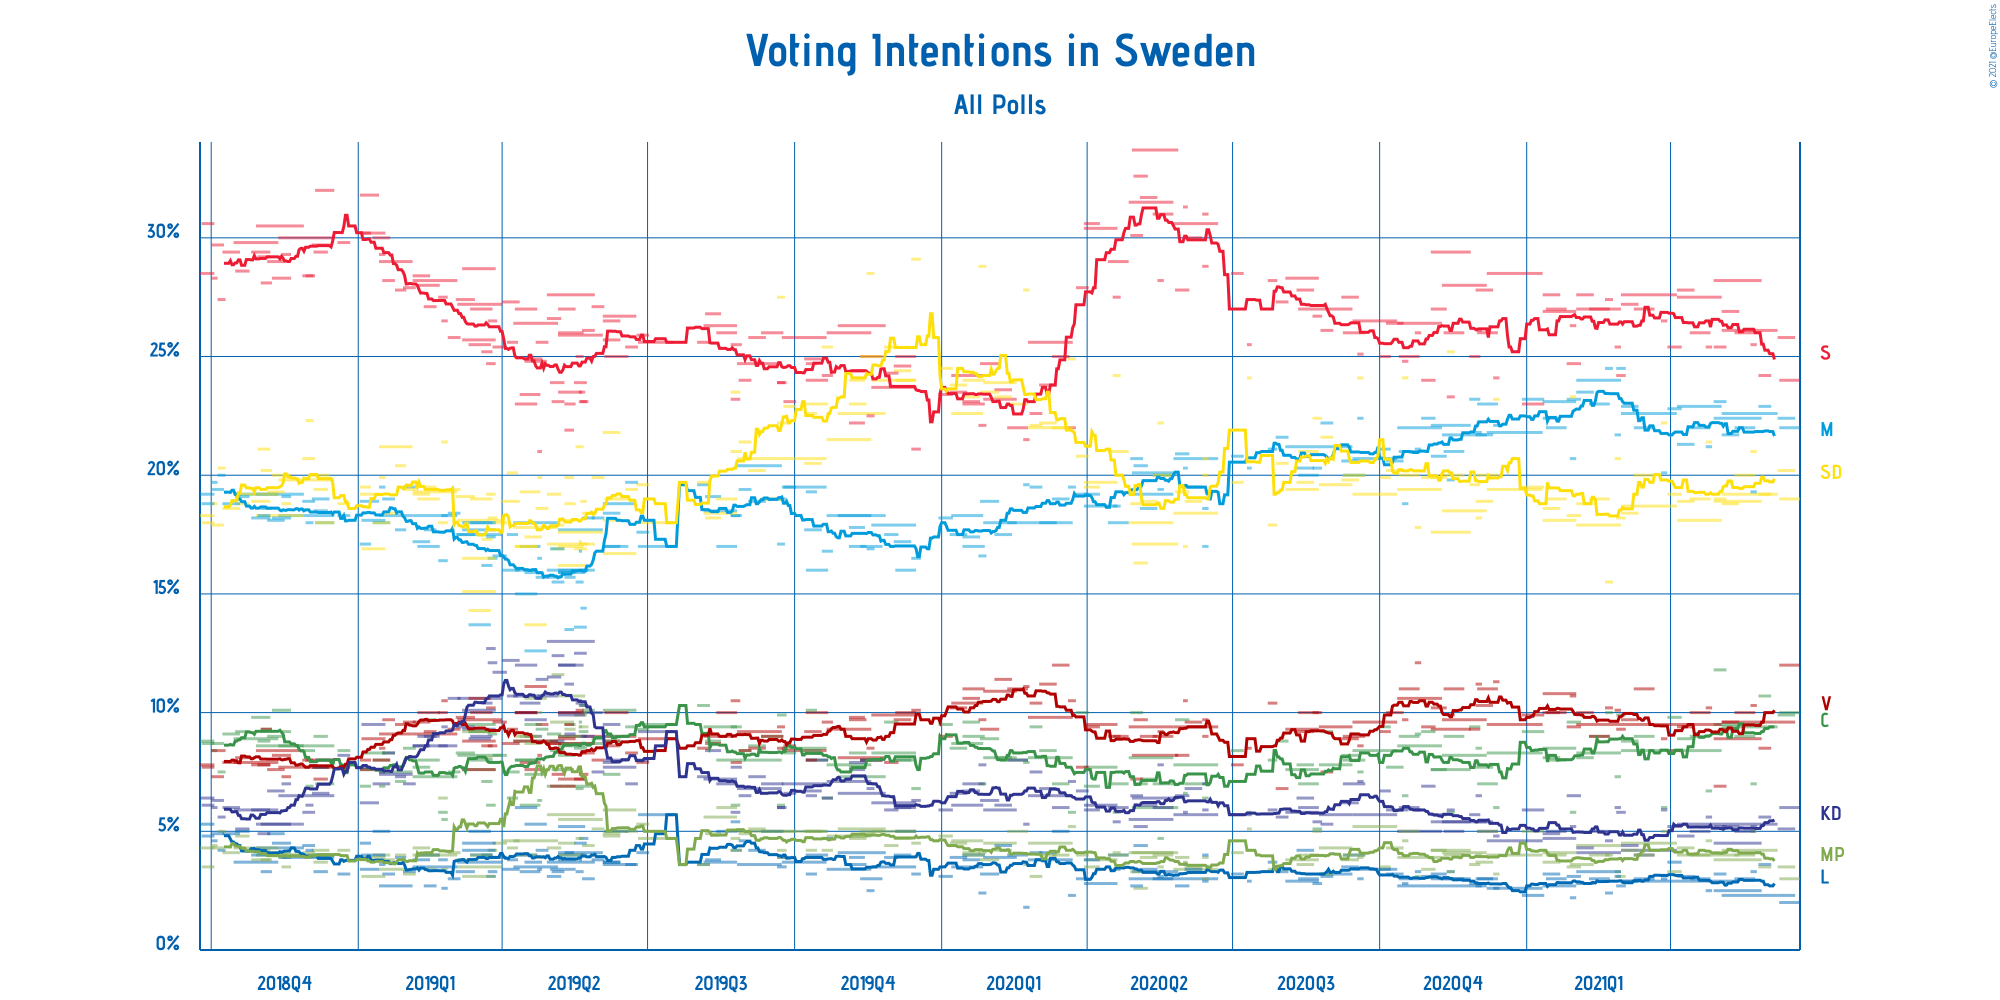 Voting Intentions in Sweden
All Polls
© 2021 @EuropeElects
30%
25%
20%
15%
10%
5%
0%
S
M
SD
V
C
KD
MP
L
2018Q4
2019Q1
2019Q2
2019Q3
2019Q4
2020Q1
2020Q2
2020Q3
2020Q4
2021Q1